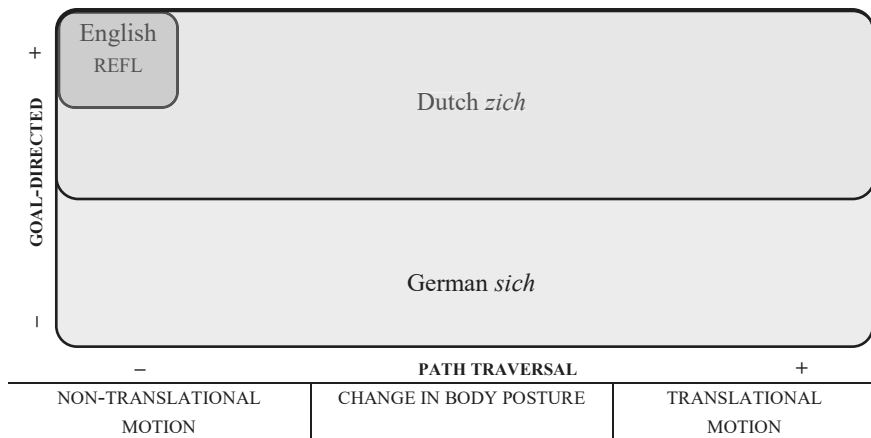 English
REFL
Dutch zich
German sich
+
GOAL-DIRECTED
–
– PATH TRAVERSAL +
NON-TRANSLATIONAL MOTION
CHANGE IN BODY POSTURE
TRANSLATIONAL MOTION